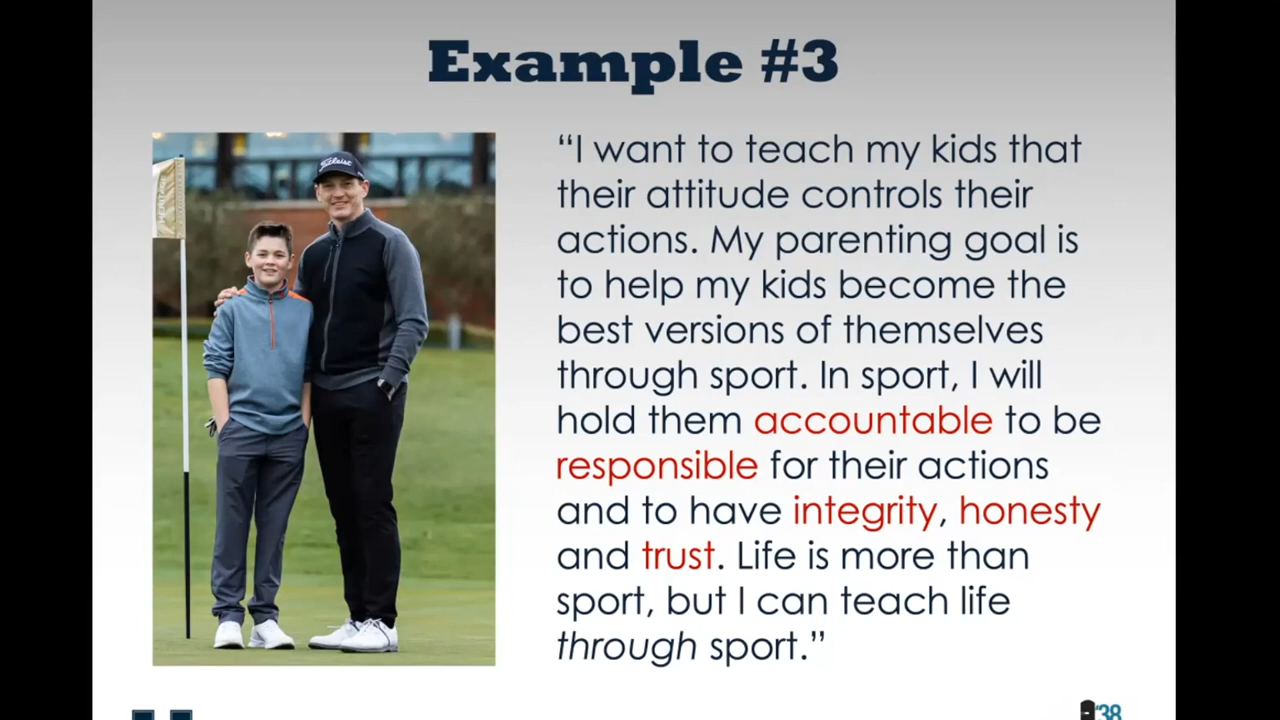 Example #3
Titleist
“I want to teach my kids that
their attitude controls their
actions. My parenting goal is
to help my kids become the
best versions of themselves
through sport. In sport, I will
hold them accountable to be
responsible for their actions
and to have integrity, honesty
and trust. Life is more than
sport, but I can teach life
through sport.”
'38